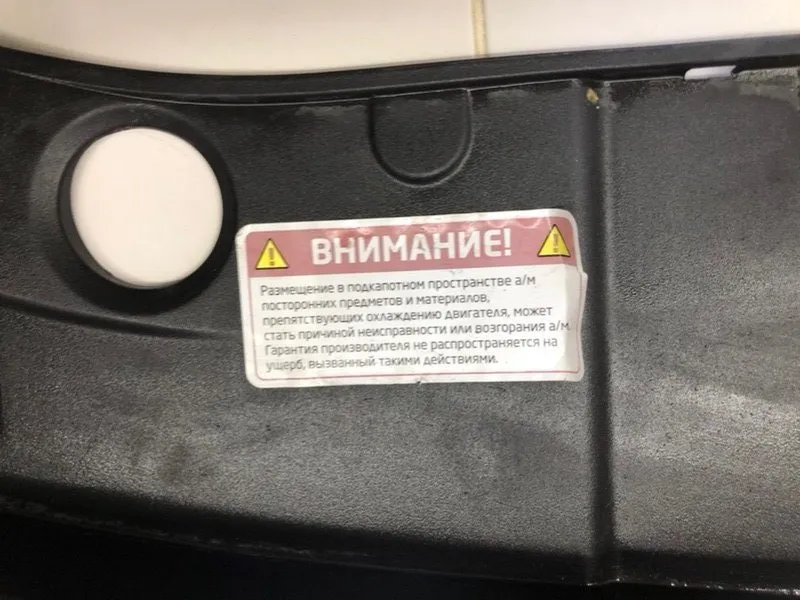 ВНИМАНИЕ!
Размещение в подкапотном пространстве а/м
посторонних предметов и материалов,
препятствующих охлаждению двигателя, может
стать причиной неисправности или возгорания а/м.
Гарантия производителя не распространяется на
ущерб, вызванный такими действиями.